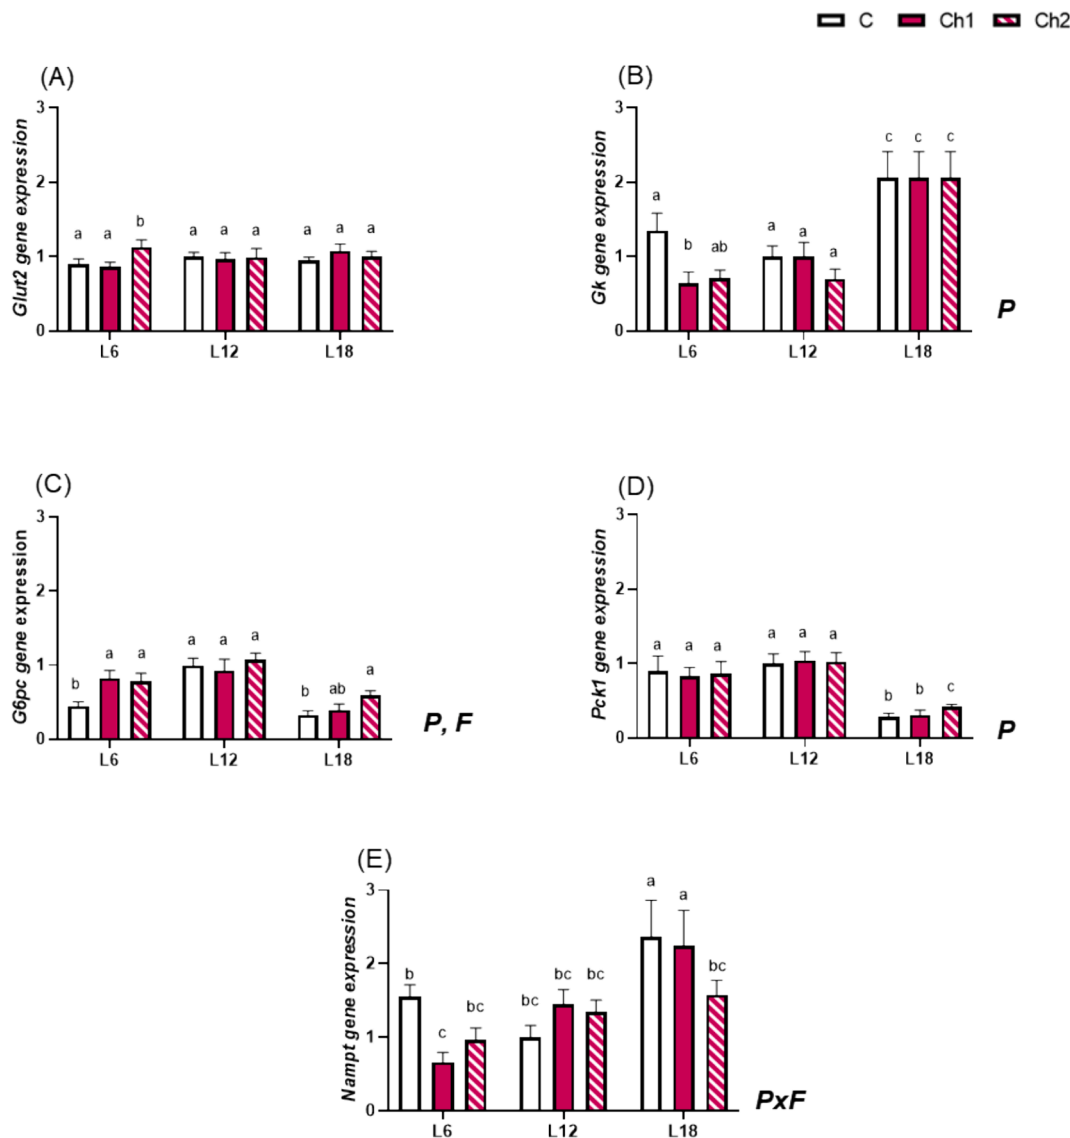 C Ch1 Ch2
(A)
Glut2 gene expression
3
2
1
0
a a b a a a a a a
L6 L12 L18
(B)
Gk gene expression
3
2
1
0
a b ab a a a c c c
L6 L12 L18
P
(C)
G6pc gene expression
3
2
1
0
b a a a a a b ab a
L6 L12 L18
P, F
(D)
Pck1 gene expression
3
2
1
0
a a a a a a b b c
L6 L12 L18
P
(E)
Nampt gene expression
3
2
1
0
b c bc bc bc bc a a bc
L6 L12 L18
PxF